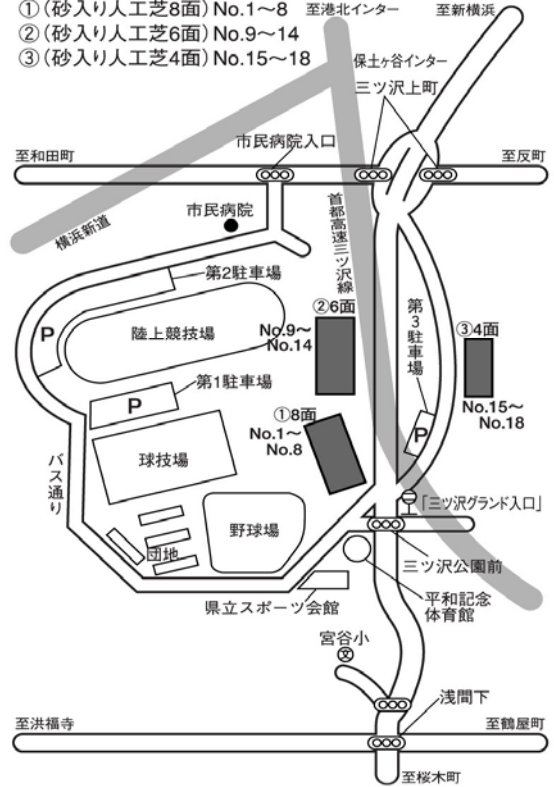 ①(砂入り人工芝8面)No.1〜8
②(砂入り人工芝6面)No.9〜14
③(砂入り人工芝4面)No.15〜18
至港北インター
至新横浜
保土ヶ谷インター
三ツ沢上町
市民病院入口
至和田町
至反町
市民病院
横浜新道
首都高速三ツ沢線
第2駐車場
P
陸上競技場
②6面
No.9〜
No.14
第3駐車場
③4面
No.15〜
No.18
第1駐車場
P
①8面
No.1〜
No.8
P
バス通り
球技場
「三ツ沢グランド入口」
野球場
団地
三ツ沢公園前
県立スポーツ会館
平和記念
体育館
宮谷小
文
浅間下
至洪福寺
至鶴屋町
至桜木町